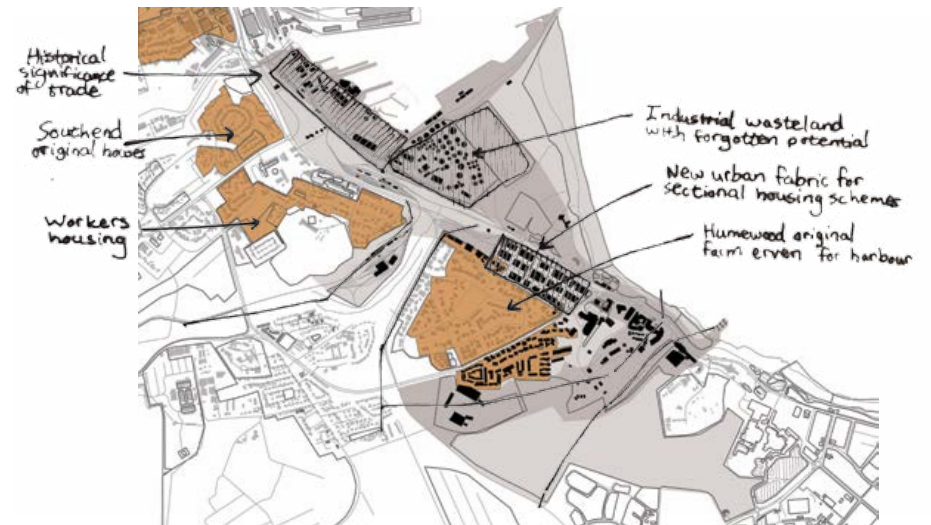 Historical
significance
of trade
Southend
original houses
Workers
housing
Industrial wasteland
with forgotten potential
New urban fabric for
sectional housing schemes
Humewood original
farm erven for harbour